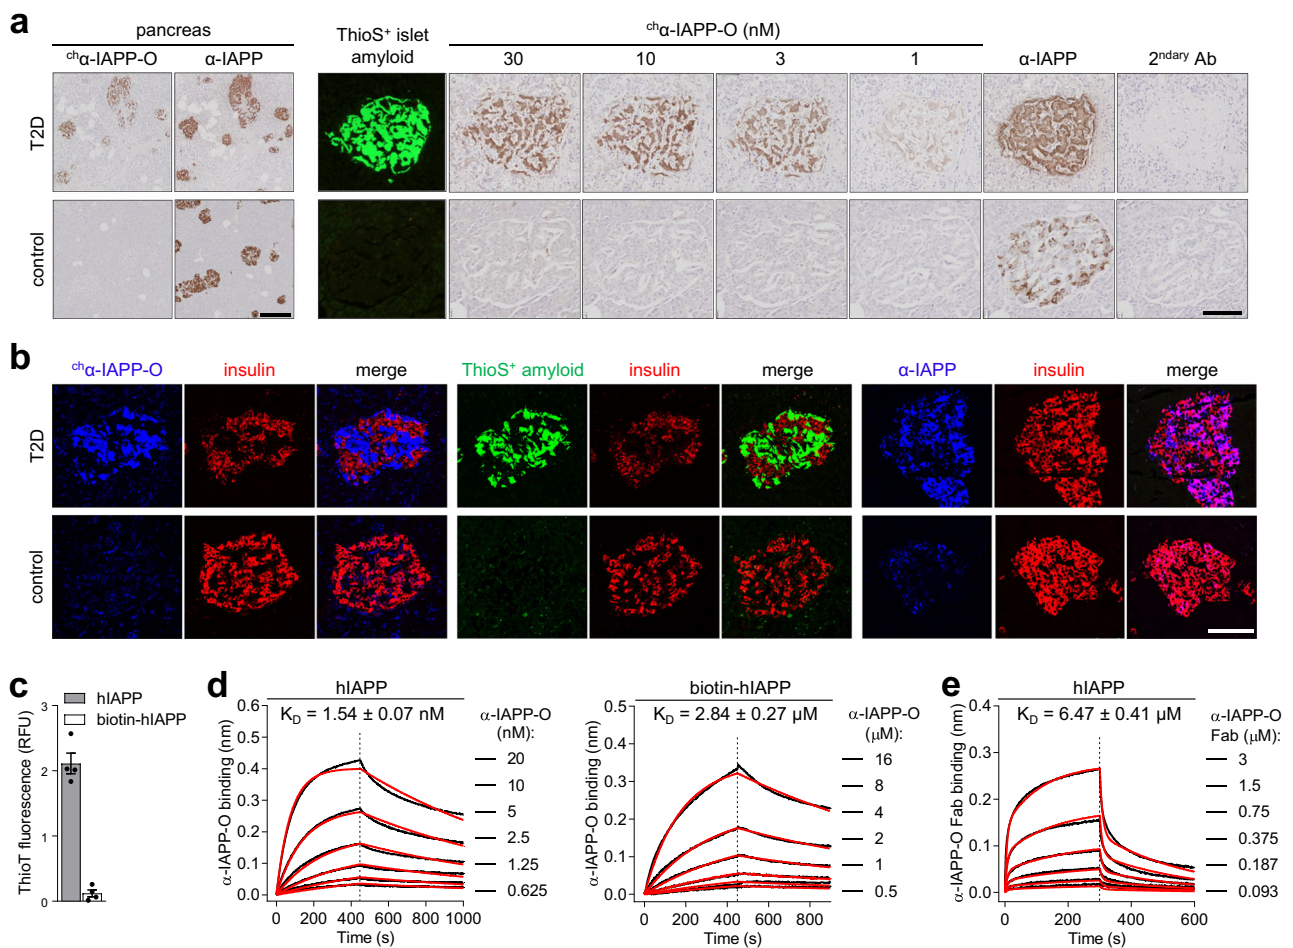 a
pancreas
ᶜʰα-IAPP-O α-IAPP
ThioS⁺ islet
amyloid
ᶜʰα-IAPP-O (nM)
30 10 3 1 α-IAPP 2ⁿᵈᵃʳʸ Ab
T2D
control
b
ᶜʰα-IAPP-O insulin merge ThioS⁺ amyloid insulin merge α-IAPP insulin merge
T2D
control
c
hIAPP
biotin-hIAPP
ThioT fluorescence (RFU)
3
2
1
0
d
hIAPP
K_D = 1.54 ± 0.07 nM
α-IAPP-O binding (nm)
0.6
0.5
0.4
0.3
0.2
0.1
0.0
0 200 400 600 800 1000
Time (s)
α-IAPP-O
(nM):
20
10
5
2.5
1.25
0.625
biotin-hIAPP
K_D = 2.84 ± 0.27 µM
α-IAPP-O binding (nm)
0.5
0.4
0.3
0.2
0.1
0.0
0 200 400 600 800
Time (s)
α-IAPP-O
(µM):
16
8
4
2
1
0.5
e
hIAPP
K_D = 6.47 ± 0.41 µM
α-IAPP-O Fab binding (nm)
0.4
0.3
0.2
0.1
0.0
0 200 400 600
Time (s)
α-IAPP-O
Fab (µM):
3
1.5
0.75
0.375
0.187
0.093